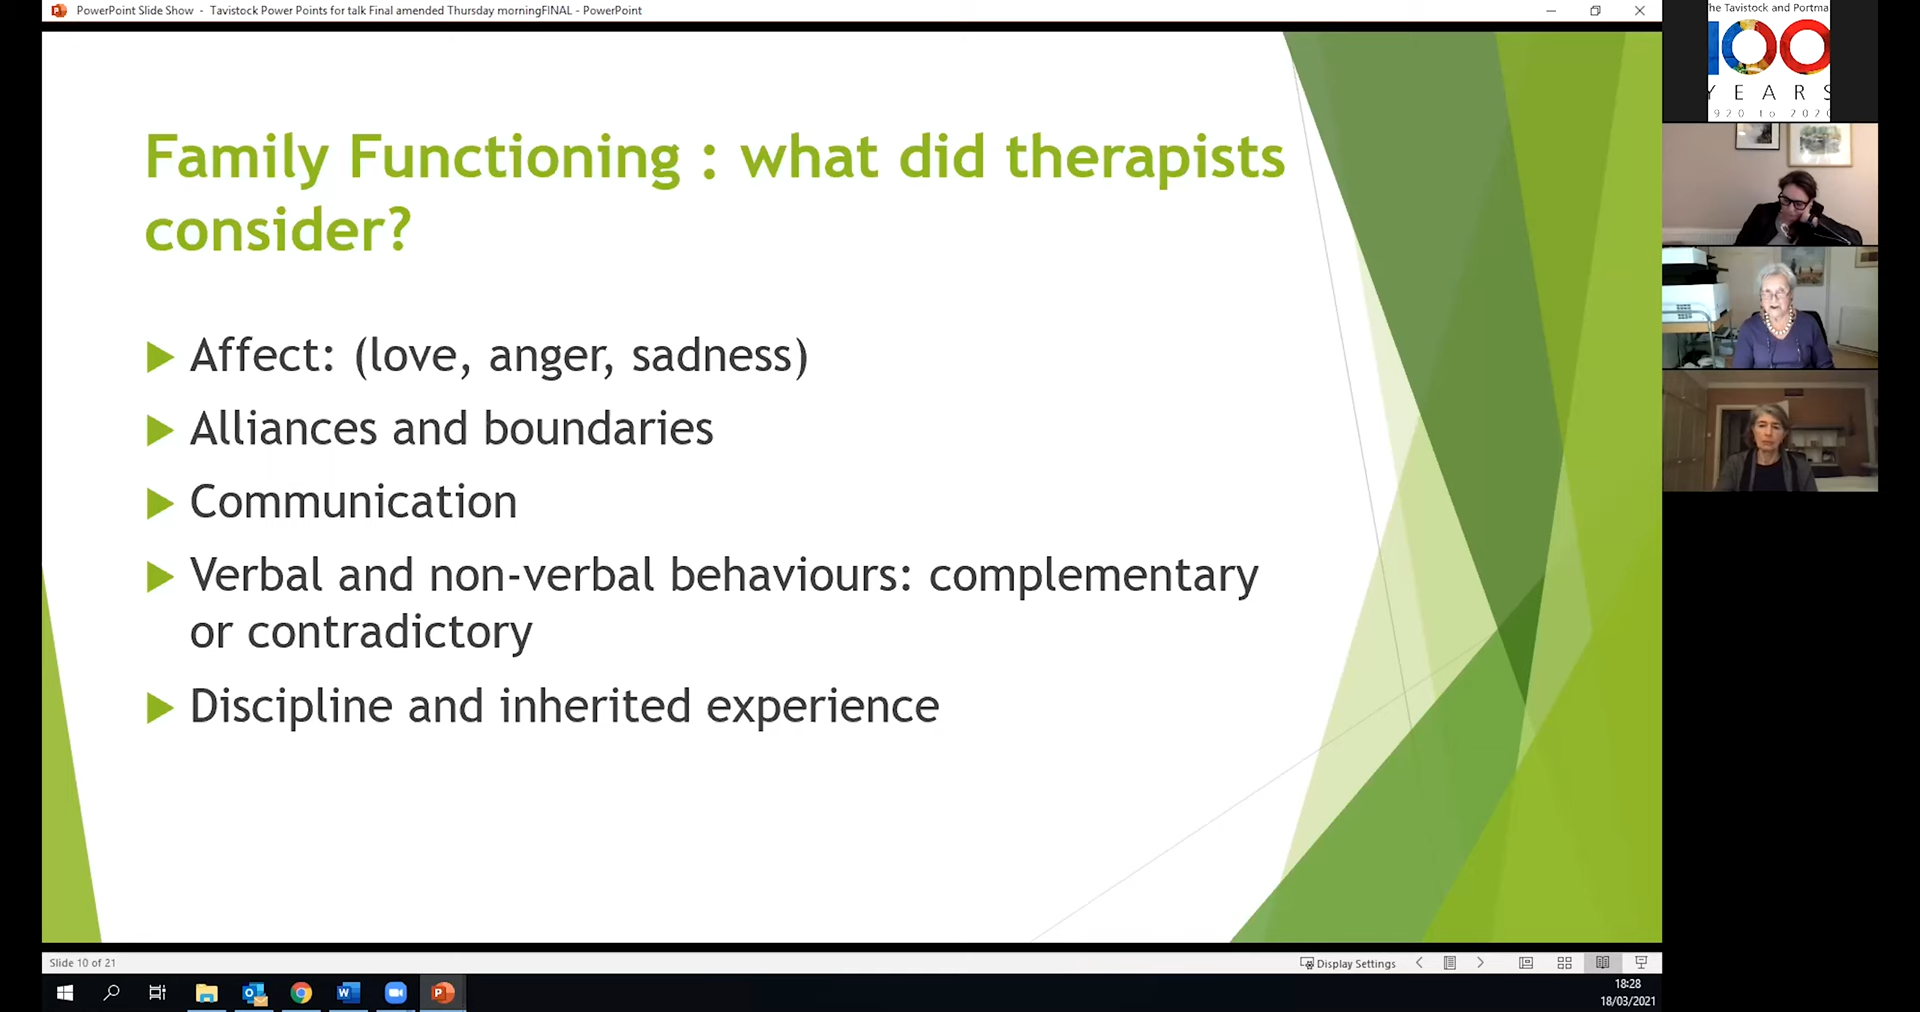 PowerPoint Slide Show - Tavistock Power Points for talk Final amended Thursday morningFINAL - PowerPoint
Family Functioning : what did therapists
consider?
Affect: (love, anger, sadness)
Alliances and boundaries
Communication
Verbal and non-verbal behaviours: complementary
or contradictory
Discipline and inherited experience
Slide 10 of 21
Display Settings
18:28
18/03/2021
The Tavistock and Portma
100
YEARS
920 to 2020